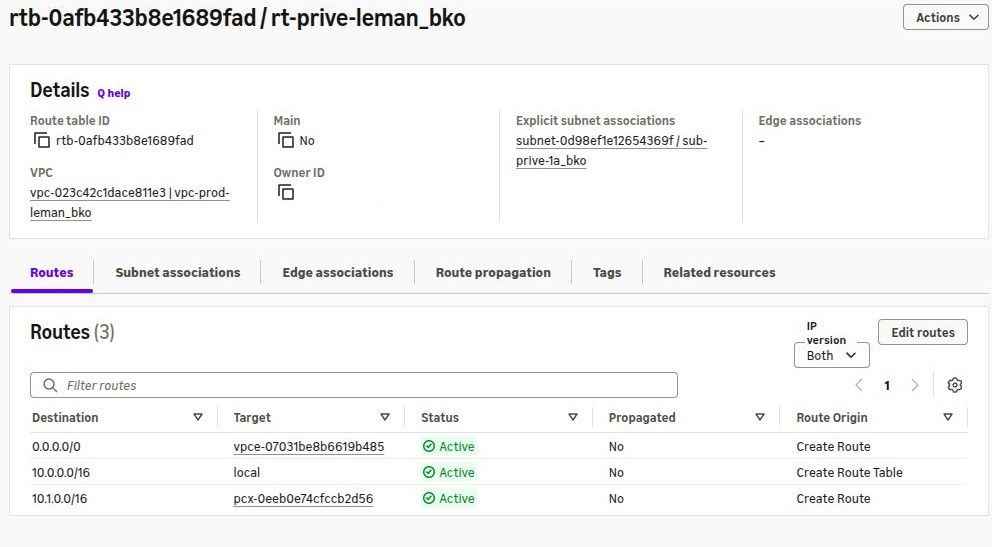 rtb-0afb433b8e1689fad / rt-prive-leman_bko
Actions
Details Q help
Route table ID
rtb-0afb433b8e1689fad
Main
No
Explicit subnet associations
subnet-0d98ef1e12654369f / sub-
prive-1a_bko
Edge associations
–
VPC
vpc-023c42c1dace811e3 | vpc-prod-
leman_bko
Owner ID
Routes Subnet associations Edge associations Route propagation Tags Related resources
Routes (3)
IP
version
Both
Edit routes
Filter routes
1
Destination Target Status Propagated Route Origin
0.0.0.0/0 vpce-07031be8b6619b485 Active No Create Route
10.0.0.0/16 local Active No Create Route Table
10.1.0.0/16 pcx-0eeb0e74cfccb2d56 Active No Create Route